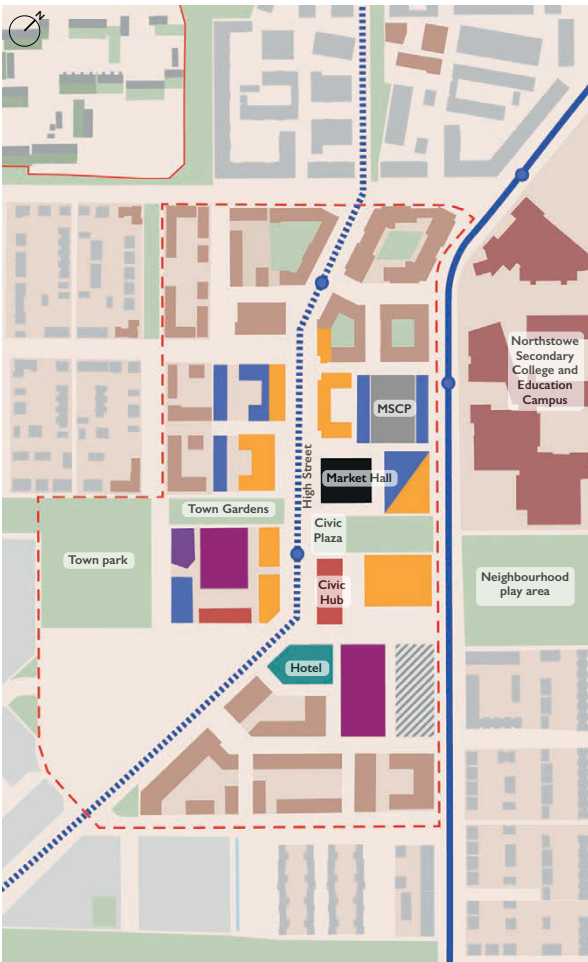 N
Northstowe
Secondary
College and
Education
Campus
MSCP
High Street
Market Hall
Town Gardens
Civic
Plaza
Town park
Civic
Hub
Neighbourhood
play area
Hotel